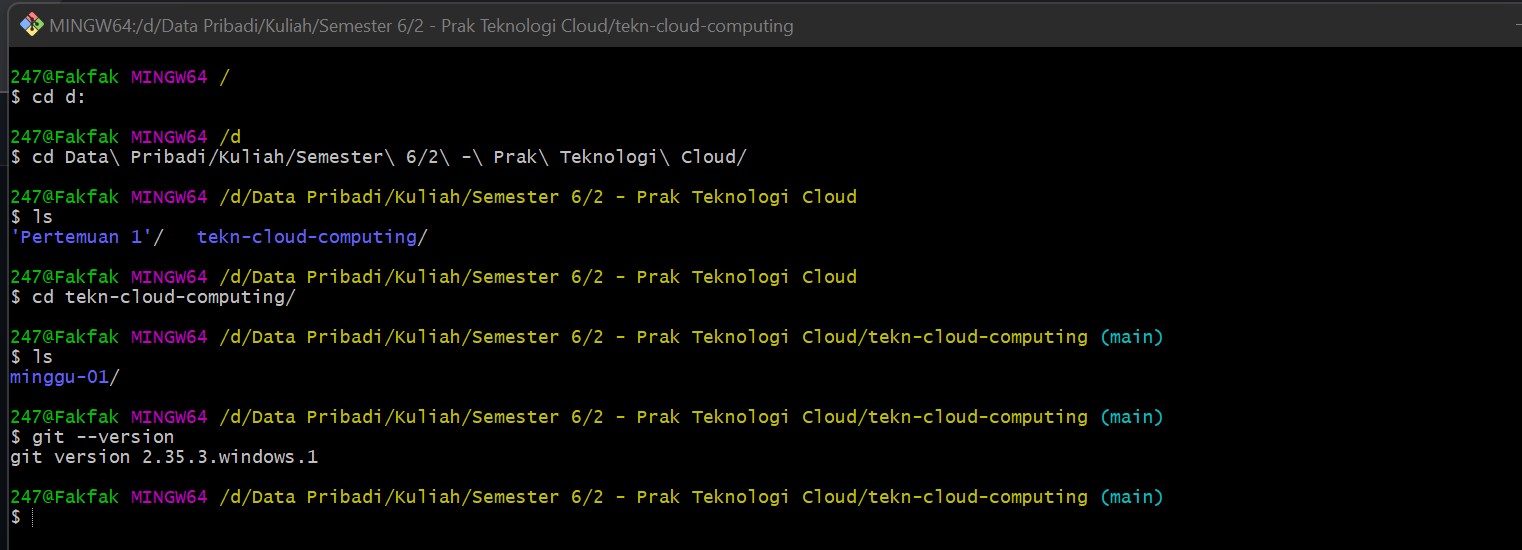 MINGW64:/d/Data Pribadi/Kuliah/Semester 6/2 - Prak Teknologi Cloud/tekn-cloud-computing
247@Fakfak MINGW64 /
$ cd d:
247@Fakfak MINGW64 /d
$ cd Data\ Pribadi/Kuliah/Semester\ 6/2\ -\ Prak\ Teknologi\ Cloud/
247@Fakfak MINGW64 /d/Data Pribadi/Kuliah/Semester 6/2 - Prak Teknologi Cloud
$ ls
'Pertemuan 1'/   tekn-cloud-computing/
247@Fakfak MINGW64 /d/Data Pribadi/Kuliah/Semester 6/2 - Prak Teknologi Cloud
$ cd tekn-cloud-computing/
247@Fakfak MINGW64 /d/Data Pribadi/Kuliah/Semester 6/2 - Prak Teknologi Cloud/tekn-cloud-computing (main)
$ ls
minggu-01/
247@Fakfak MINGW64 /d/Data Pribadi/Kuliah/Semester 6/2 - Prak Teknologi Cloud/tekn-cloud-computing (main)
$ git --version
git version 2.35.3.windows.1
247@Fakfak MINGW64 /d/Data Pribadi/Kuliah/Semester 6/2 - Prak Teknologi Cloud/tekn-cloud-computing (main)
$